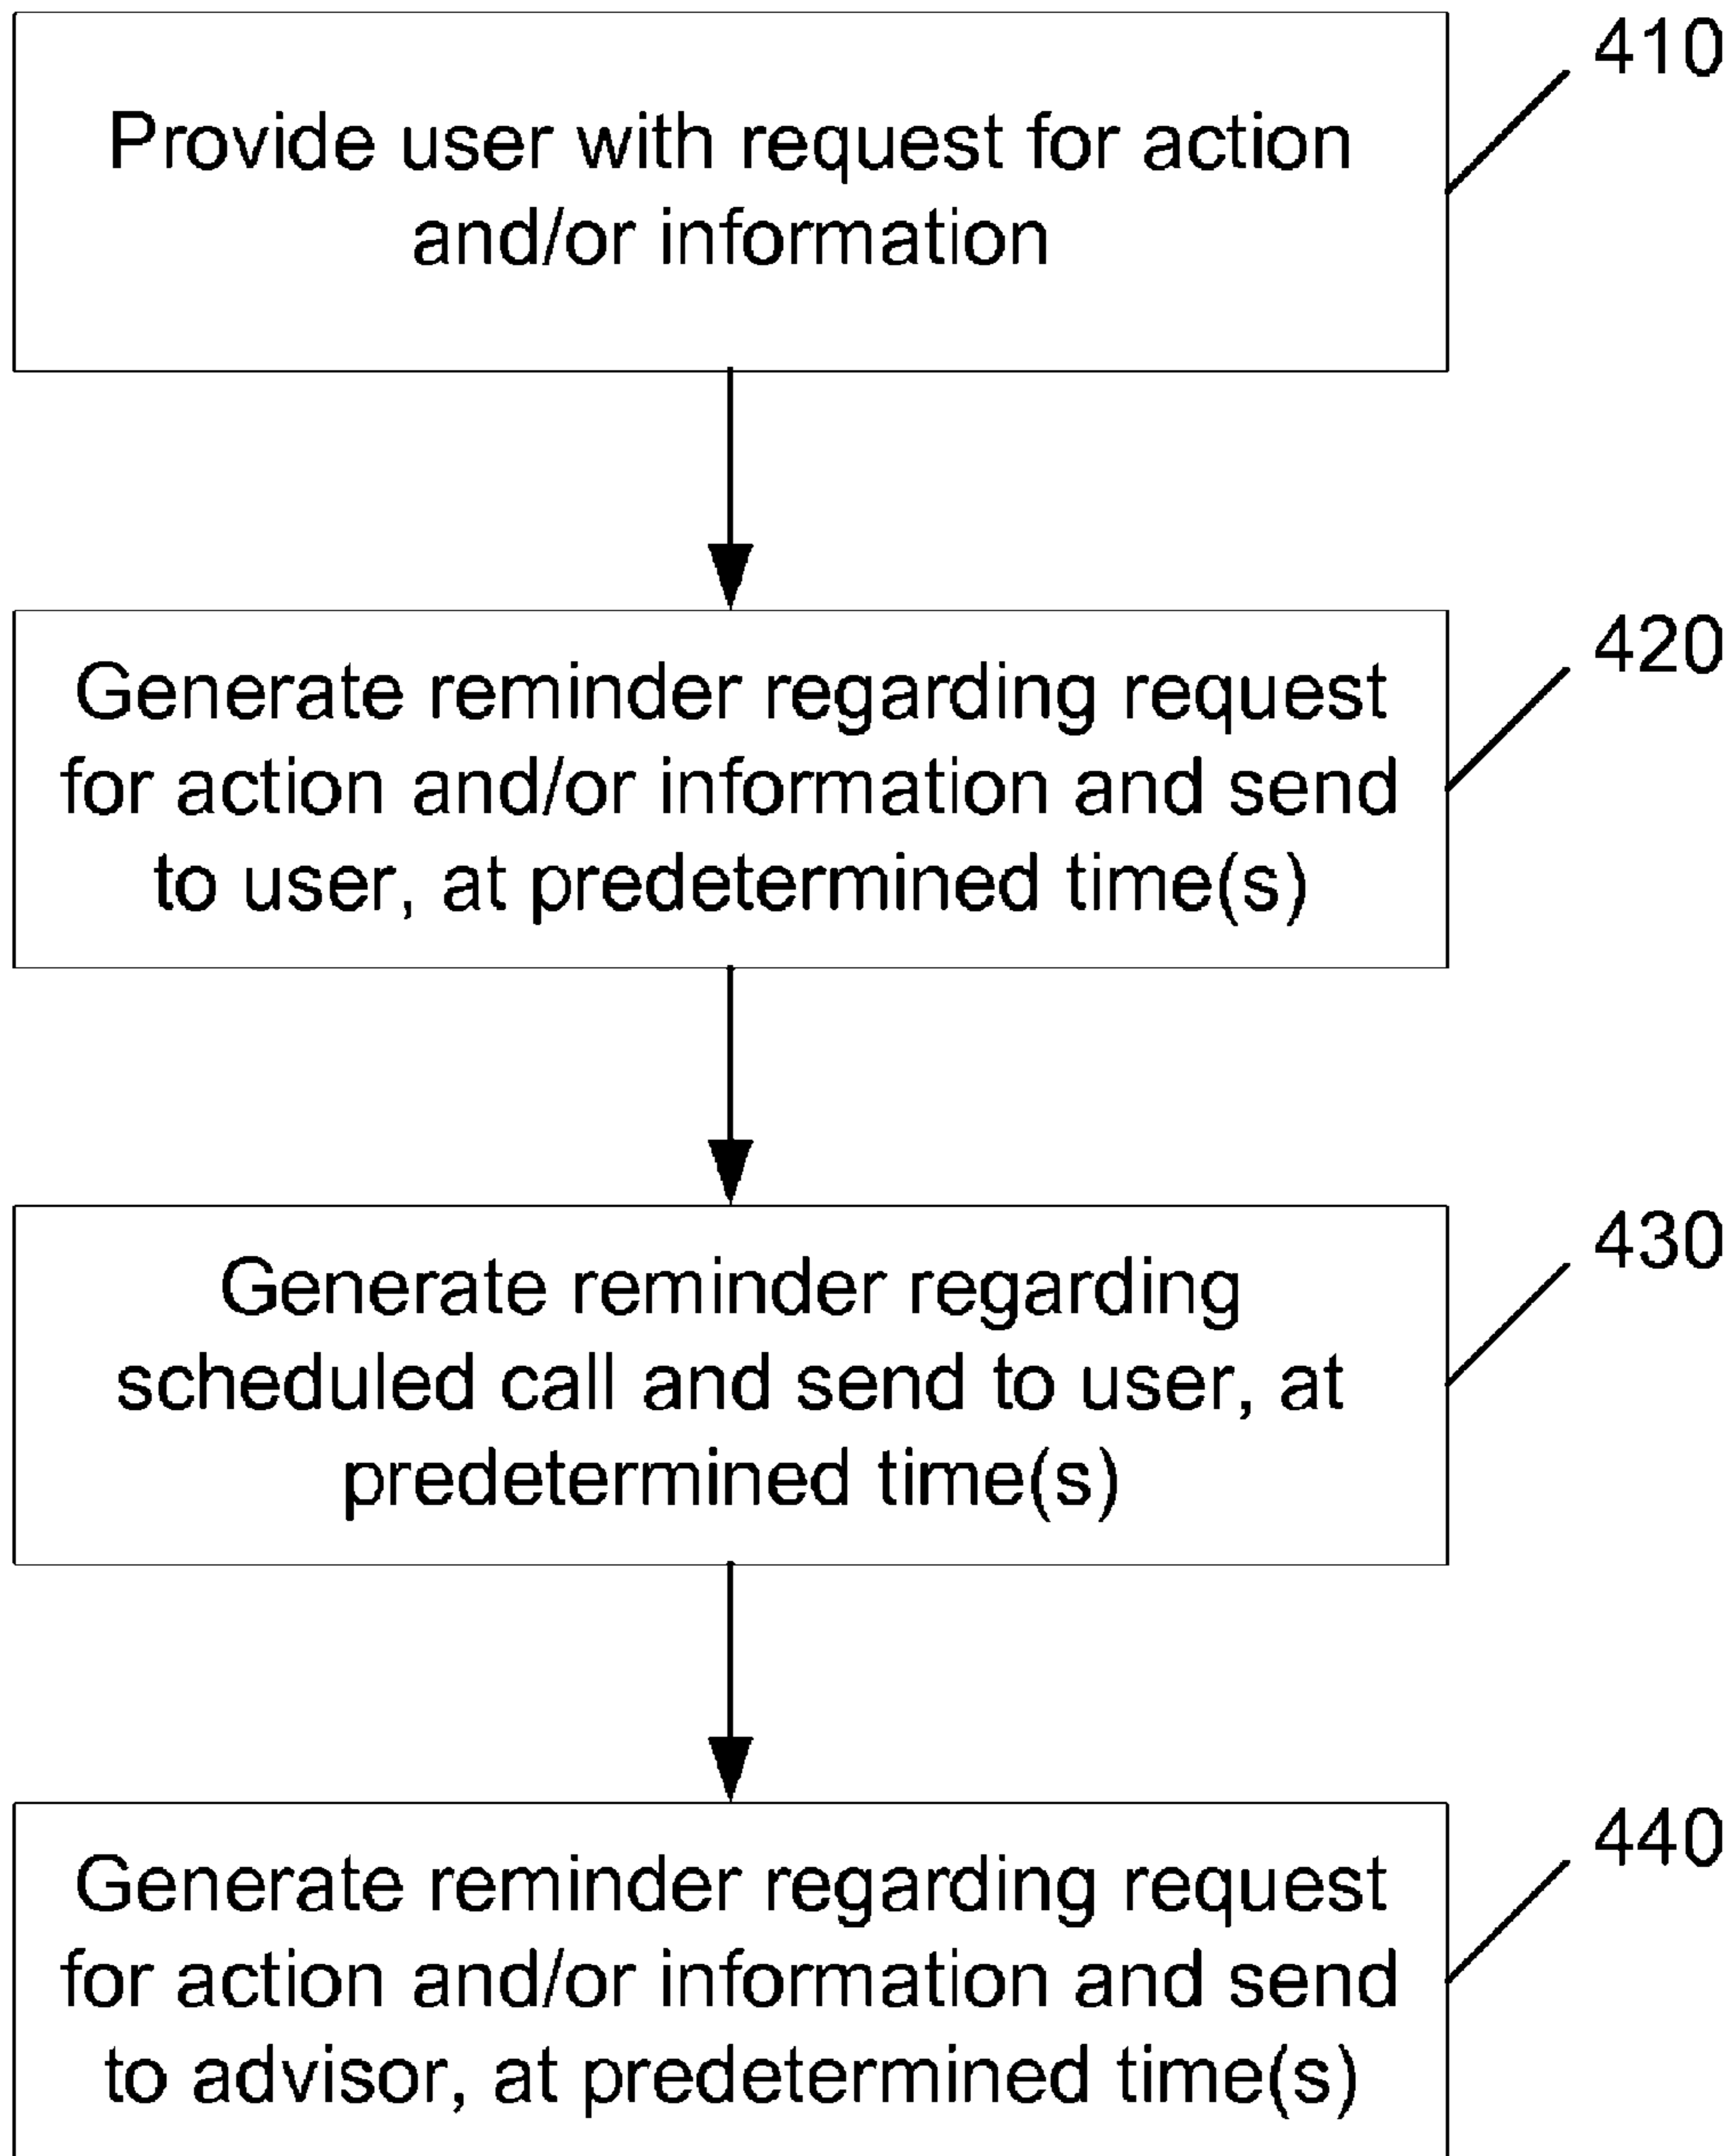 410
Provide user with request for action
and/or information
420
Generate reminder regarding request
for action and/or information and send
to user, at predetermined time(s)
430
Generate reminder regarding
scheduled call and send to user, at
predetermined time(s)
440
Generate reminder regarding request
for action and/or information and send
to advisor, at predetermined time(s)